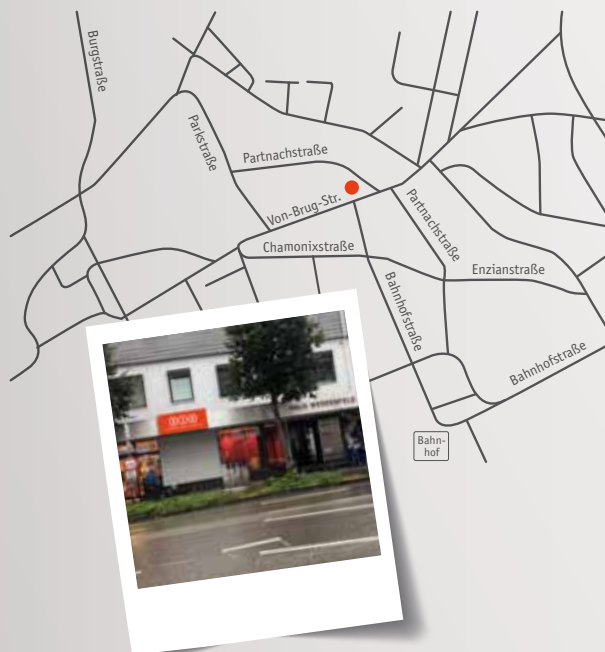 Burgstraße
Parkstraße
Partnachstraße
Von-Brug-Str.
Chamonixstraße
Partnachstraße
Enzianstraße
Bahnhofstraße
Bahnhofstraße
Bahn-
hof